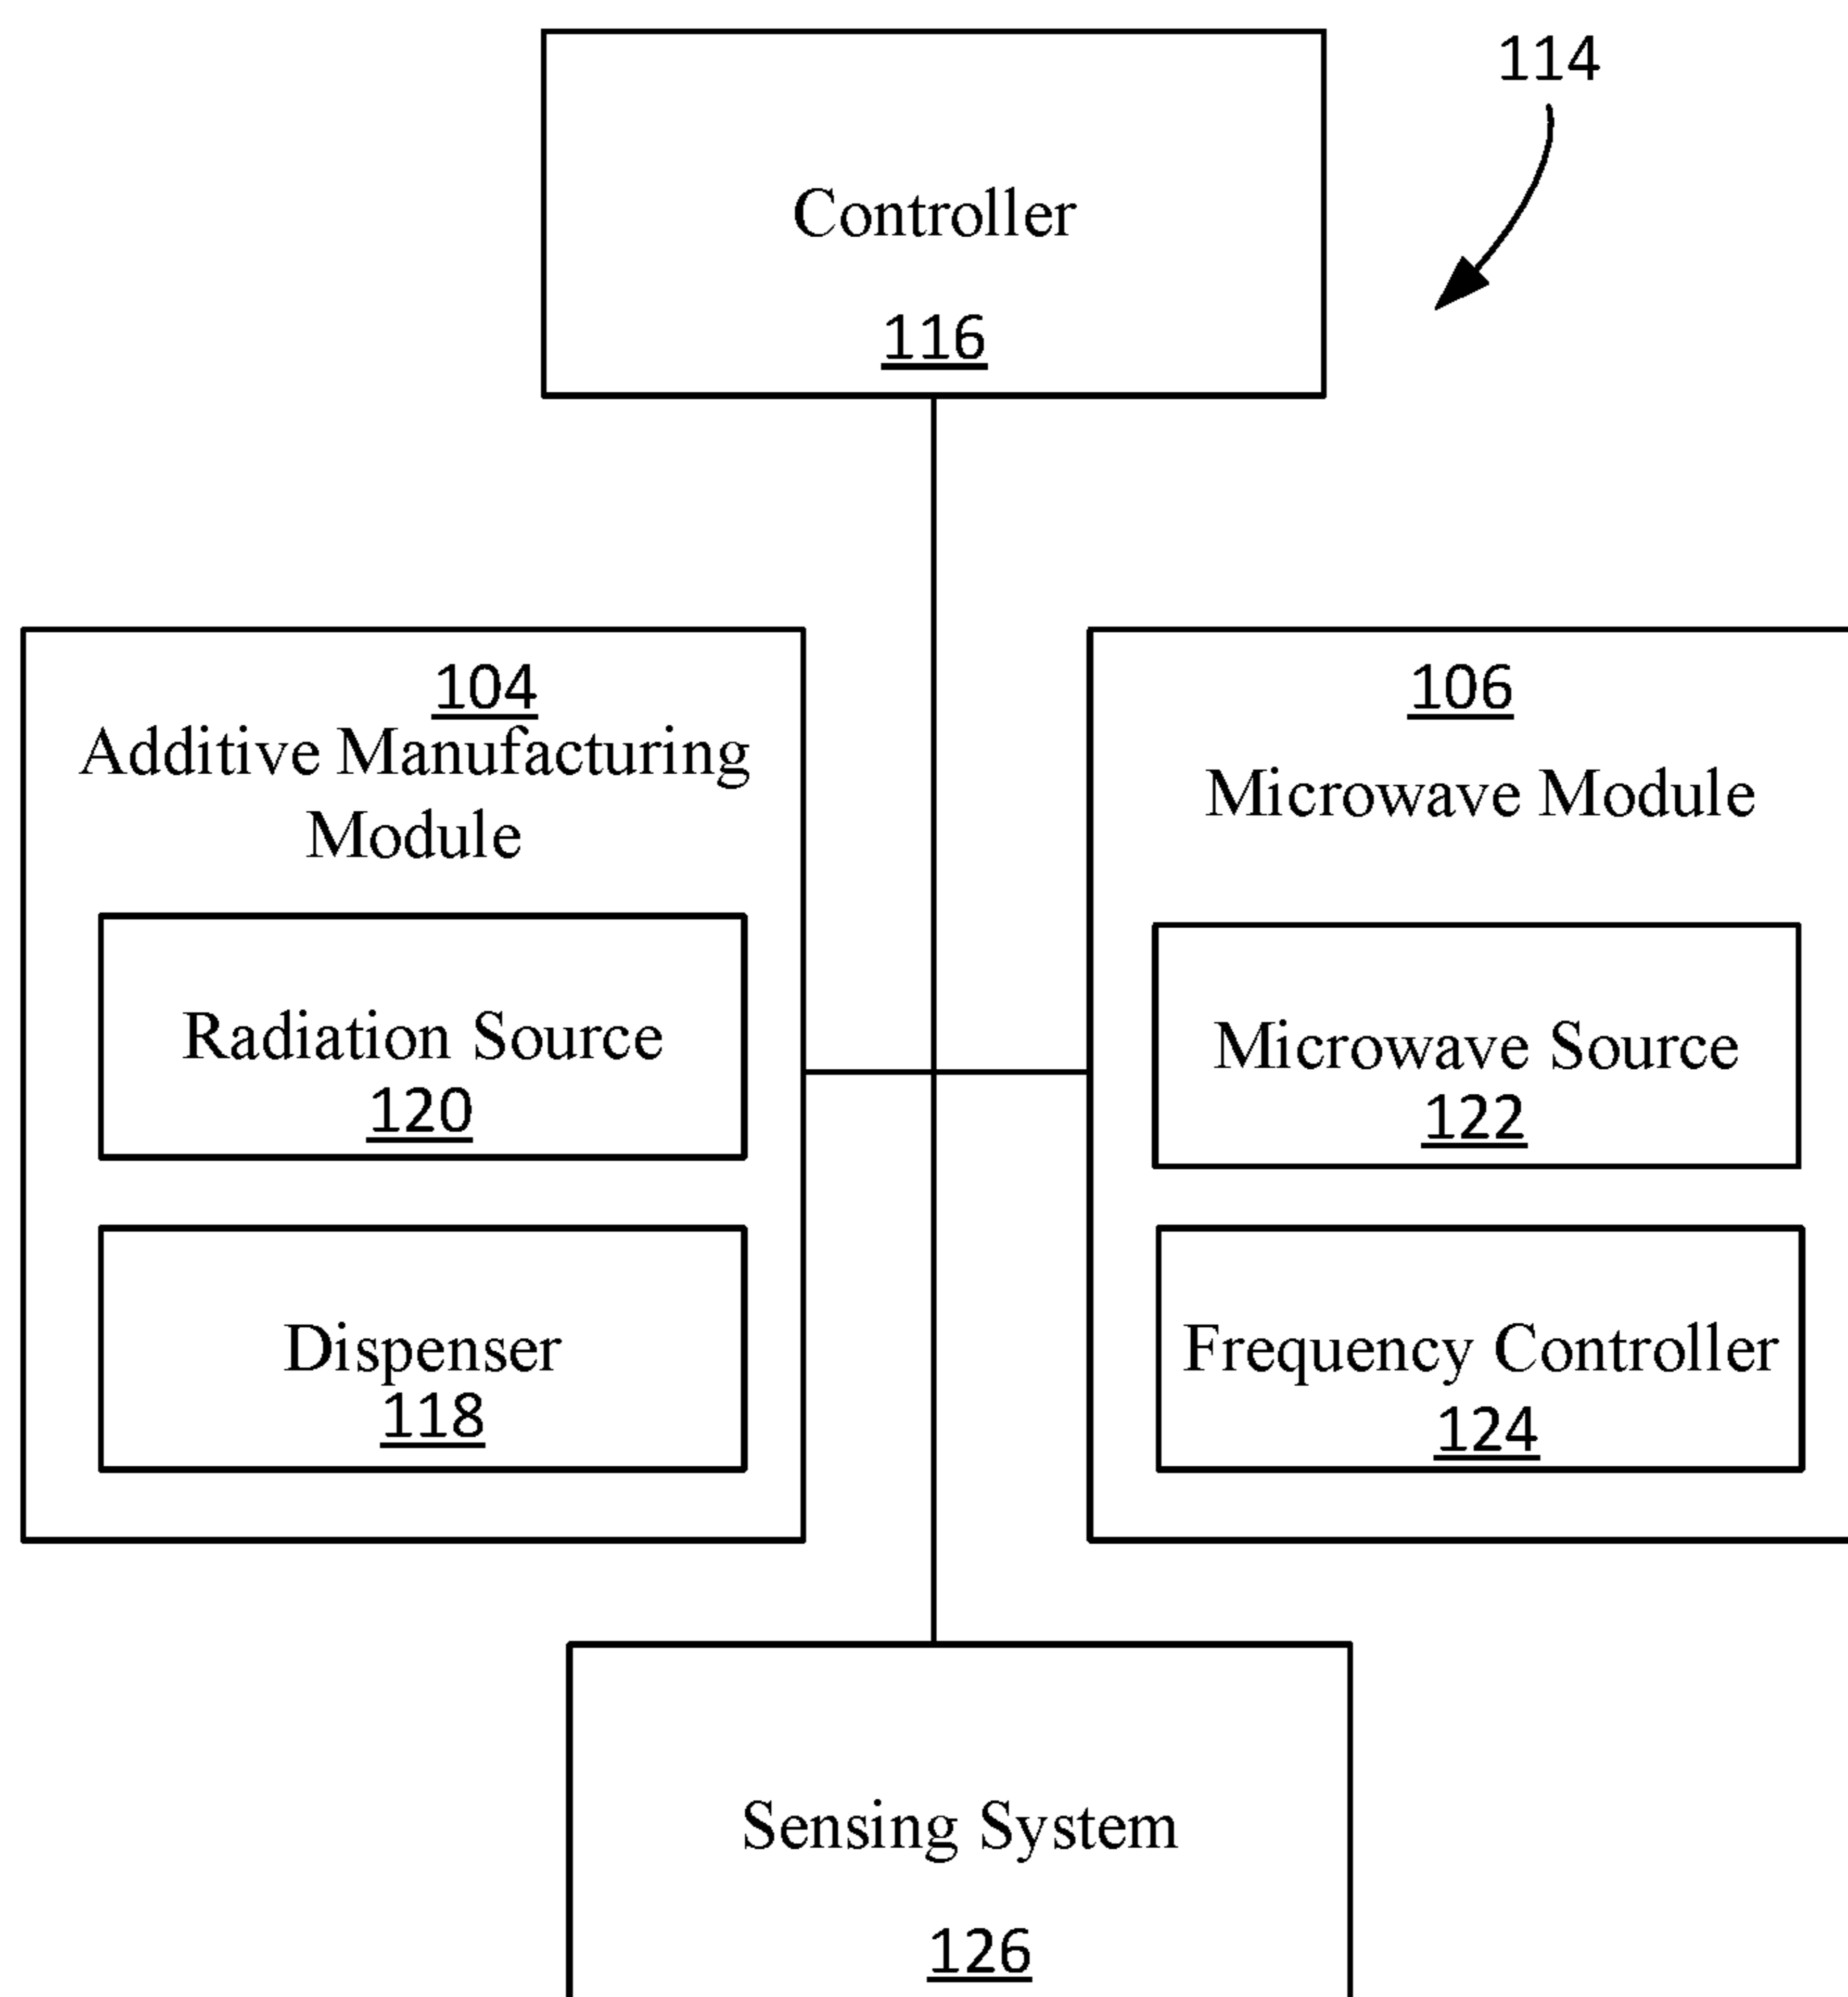 114
Controller
116
104
Additive Manufacturing
Module
Radiation Source
120
Dispenser
118
106
Microwave Module
Microwave Source
122
Frequency Controller
124
Sensing System
126